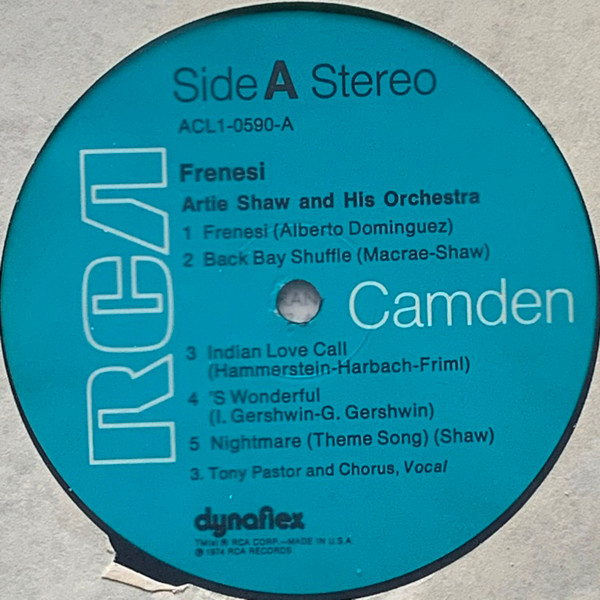 Side A Stereo
ACL1-0590-A
Frenesi
Artie Shaw and His Orchestra
1 Frenesi (Alberto Dominguez)
2 Back Bay Shuffle (Macrae-Shaw)
RCA
Camden
3 Indian Love Call
(Hammerstein-Harbach-Friml)
4 'S Wonderful
(I. Gershwin-G. Gershwin)
5 Nightmare (Theme Song) (Shaw)
3. Tony Pastor and Chorus, Vocal
dynaflex
TM(s) ® RCA CORP.—MADE IN U.S.A.
℗ 1974 RCA RECORDS